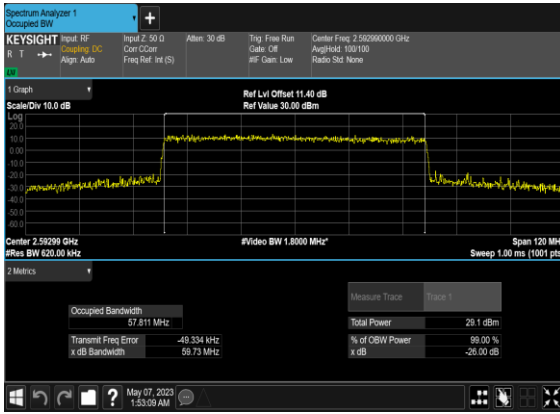 Spectrum Analyzer 1
Occupied BW
KEYSIGHT
R T
LW
Input: RF
Coupling: DC
Align: Auto
Input Z: 50 Ω
Corr CCorr
Freq Ref: Int (S)
Atten: 30 dB
Trig: Free Run
Gate: Off
#IF Gain: Low
Center Freq: 2.592990000 GHz
Avg|Hold: 100/100
Radio Std: None
1 Graph
Scale/Div 10.0 dB
Ref Lvl Offset 11.40 dB
Ref Value 30.00 dBm
Log
20.0
10.0
0.00
-10.0
-20.0
-30.0
-40.0
-50.0
-60.0
Center 2.59299 GHz
#Res BW 620.00 kHz
#Video BW 1.8000 MHz*
Span 120 MH
Sweep 1.00 ms (1001 pts
2 Metrics
Measure Trace
Trace 1
Occupied Bandwidth
57.811 MHz
Total Power
29.1 dBm
Transmit Freq Error
-49.334 kHz
% of OBW Power
99.00 %
x dB Bandwidth
59.73 MHz
x dB
-26.00 dB
?
May 07, 2023
1:53:09 AM